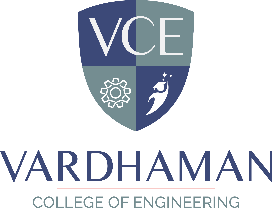 VCE
VARDHAMAN
COLLEGE OF ENGINEERING